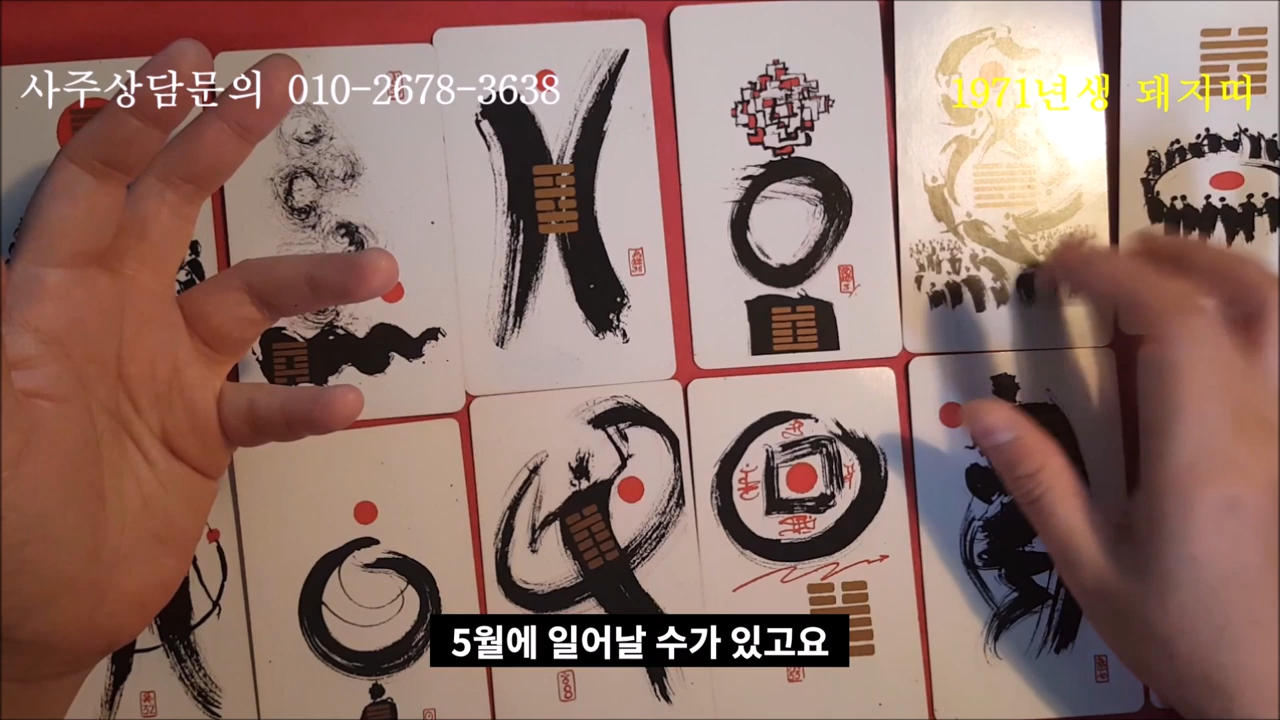 사주상담문의 010-2678-3638
1971년생 돼지띠
5월에 일어날 수가 있고요